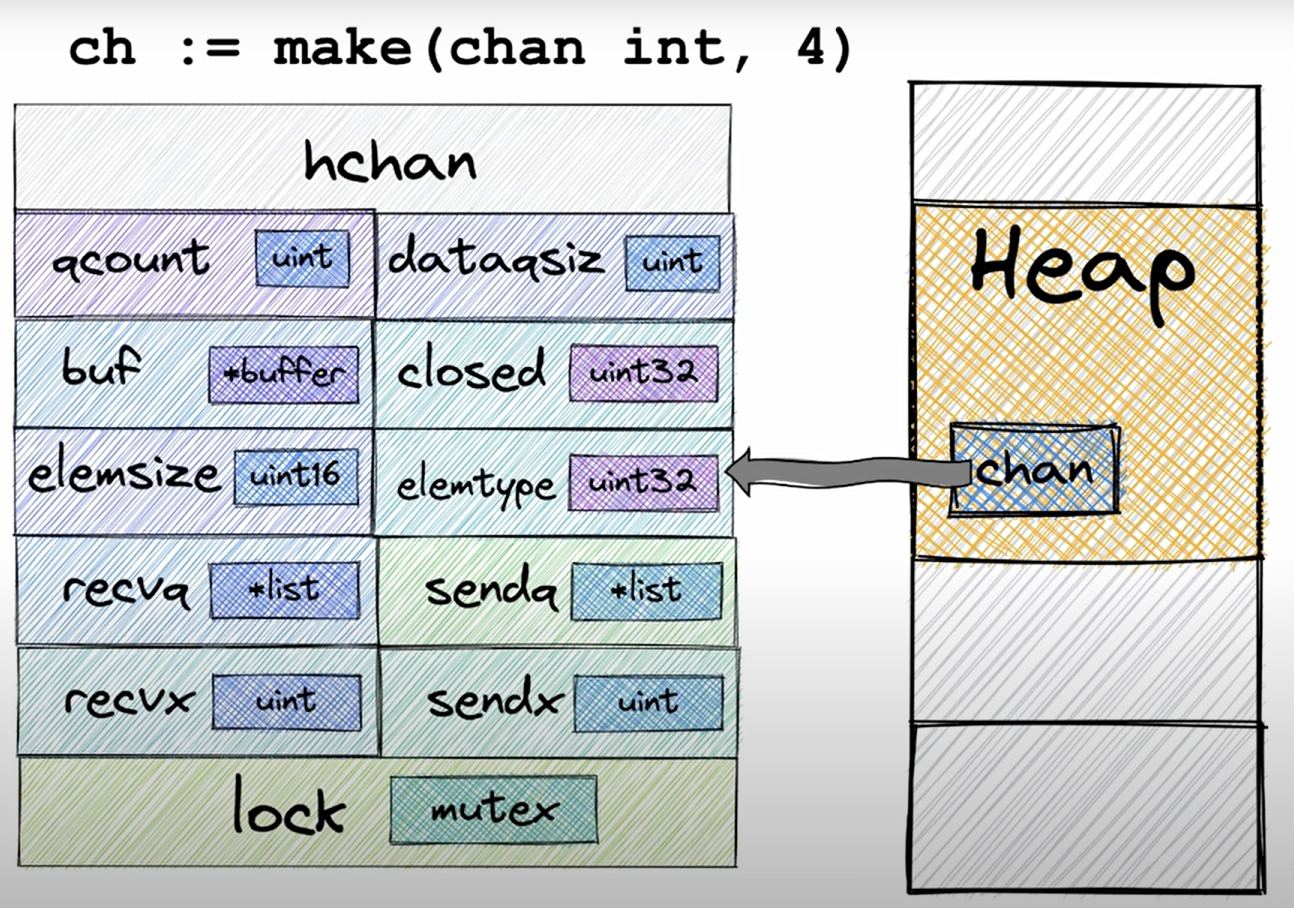 ch := make(chan int, 4)
hchan
qcount uint
dataqsiz uint
buf *buffer
closed uint32
elemsize uint16
elemtype uint32
recvq *list
sendq *list
recvx uint
sendx uint
lock mutex
Heap
chan